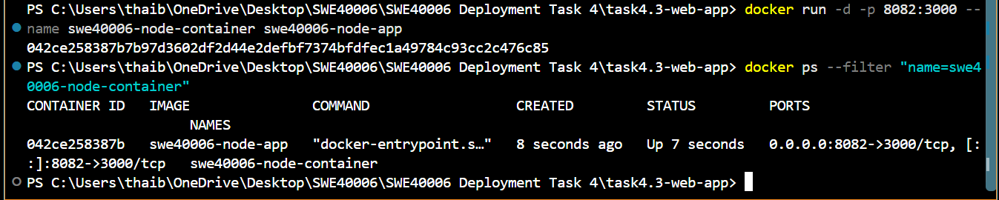 PS C:\Users\thaib\OneDrive\Desktop\SWE40006\SWE40006 Deployment Task 4\task4.3-web-app> docker run -d -p 8082:3000 --
name swe40006-node-container swe40006-node-app
042ce258387b7b97d3602df2d44e2defbf7374bfdfec1a49784c93cc2c476c85
PS C:\Users\thaib\OneDrive\Desktop\SWE40006\SWE40006 Deployment Task 4\task4.3-web-app> docker ps --filter "name=swe4
0006-node-container"
CONTAINER ID   IMAGE               COMMAND                  CREATED         STATUS         PORTS
NAMES
042ce258387b   swe40006-node-app   "docker-entrypoint.s…"   8 seconds ago   Up 7 seconds   0.0.0.0:8082->3000/tcp, [:
:]:8082->3000/tcp   swe40006-node-container
PS C:\Users\thaib\OneDrive\Desktop\SWE40006\SWE40006 Deployment Task 4\task4.3-web-app>